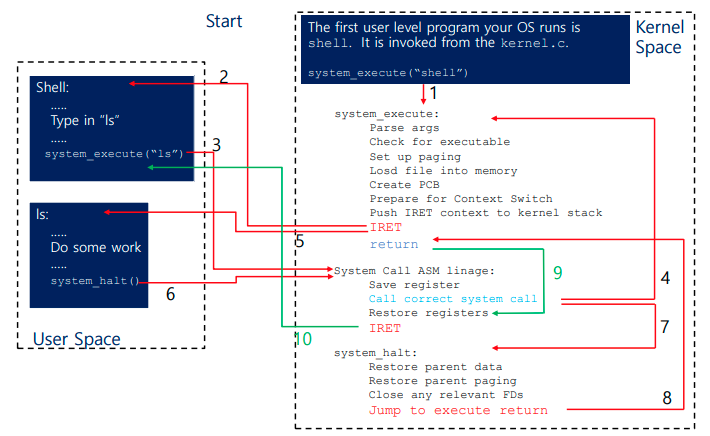 Start
The first user level program your OS runs is
shell. It is invoked from the kernel.c.
system_execute("shell")
Kernel
Space
2
1
Shell:
.....
Type in "ls"
.....
system_execute("ls")
3
system_execute:
Parse args
Check for executable
Set up paging
Losd file into memory
Create PCB
Prepare for Context Switch
Push IRET context to kernel stack
IRET
return
ls:
.....
Do some work
.....
system_halt()
5
6
9
4
System Call ASM linage:
Save register
Call correct system call
Restore registers
IRET
7
10
User Space
system_halt:
Restore parent data
Restore parent paging
Close any relevant FDs
Jump to execute return
8